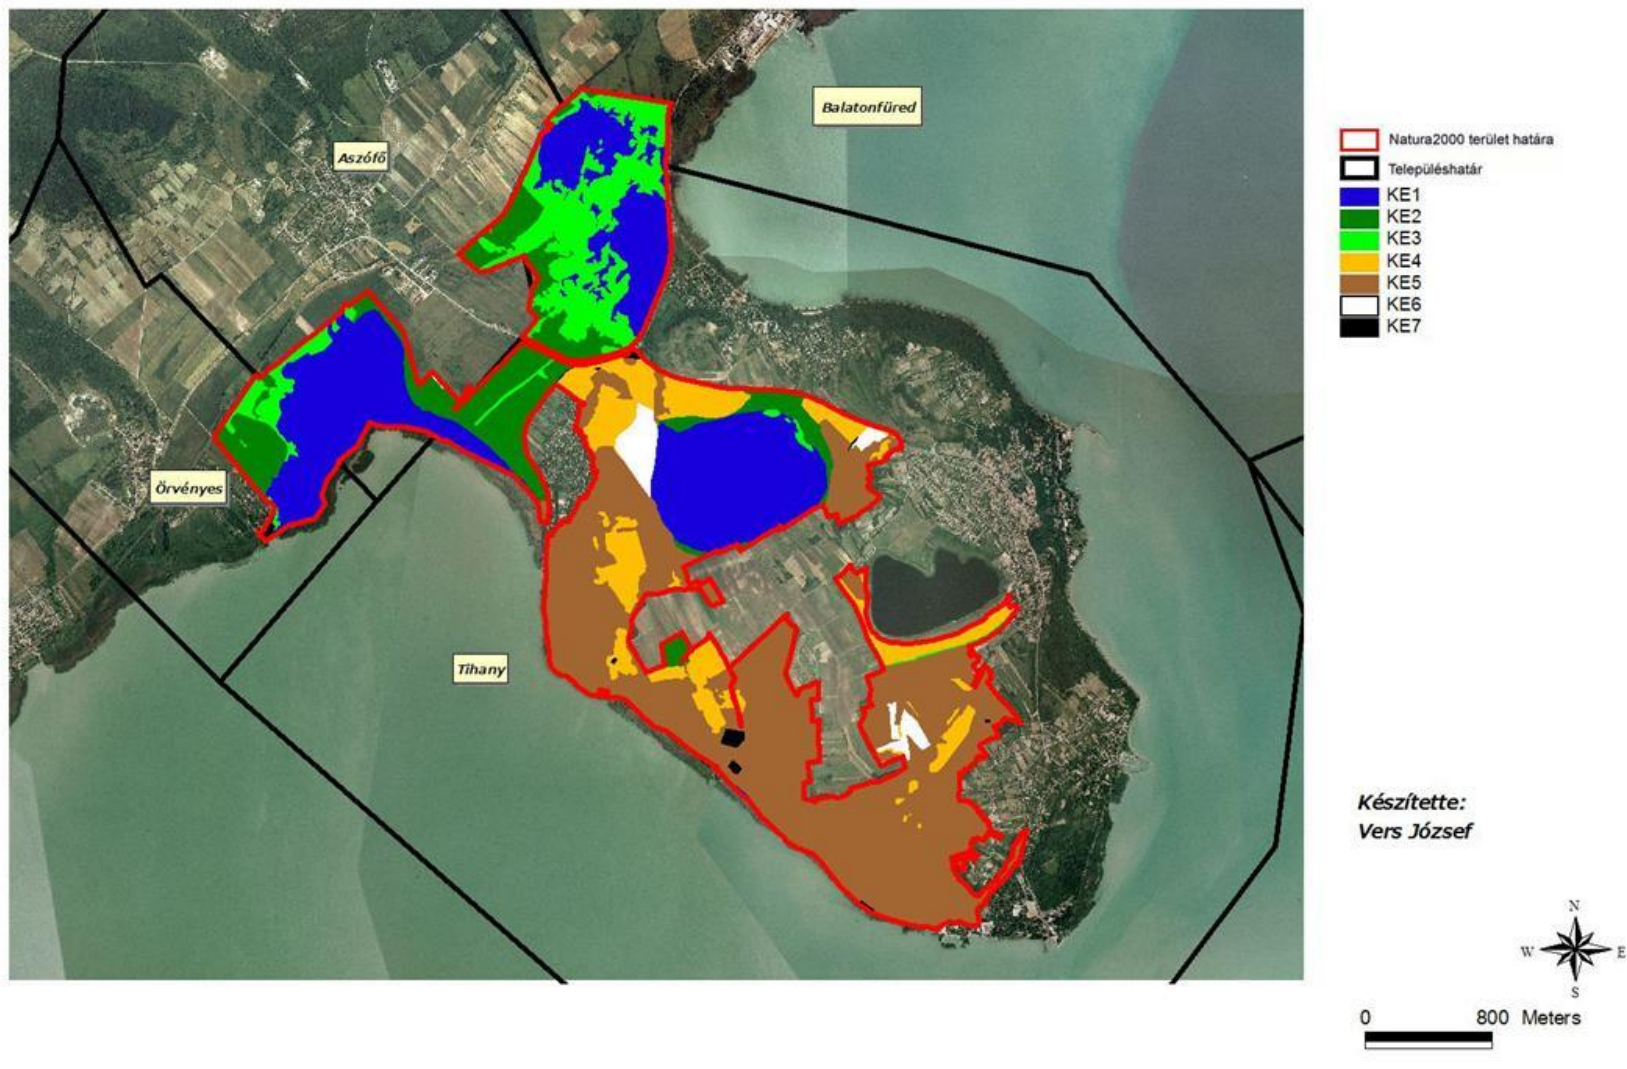 Balatonfüred
Aszófő
Örvényes
Tihany
Natura2000 terület határa
Településhatár
KE1
KE2
KE3
KE4
KE5
KE6
KE7
Készítette:
Vers József
N
W E
S
0 800 Meters